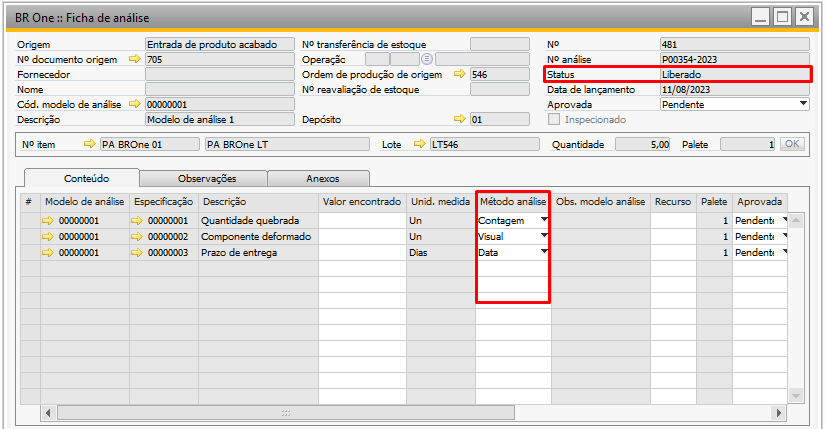 BR One :: Ficha de análise
Origem Entrada de produto acabado Nº transferência de estoque Nº 481
Nº documento origem 705 Operação Nº análise P00354-2023
Fornecedor Ordem de produção de origem 546 Status Liberado
Nome Nº reavaliação de estoque Data de lançamento 11/08/2023
Cód. modelo de análise 00000001 Aprovada Pendente
Descrição Modelo de análise 1 Depósito 01 Inspecionado
Nº item PA BROne 01 PA BROne LT Lote LT546 Quantidade 5,00 Palete 1 OK
Conteúdo Observações Anexos
# Modelo de análise Especificação Descrição Valor encontrado Unid. medida Método análise Obs. modelo análise Recurso Palete Aprovada
00000001 00000001 Quantidade quebrada Un Contagem 1 Pendente
00000001 00000002 Componente deformado Un Visual 1 Pendente
00000001 00000003 Prazo de entrega Dias Data 1 Pendente